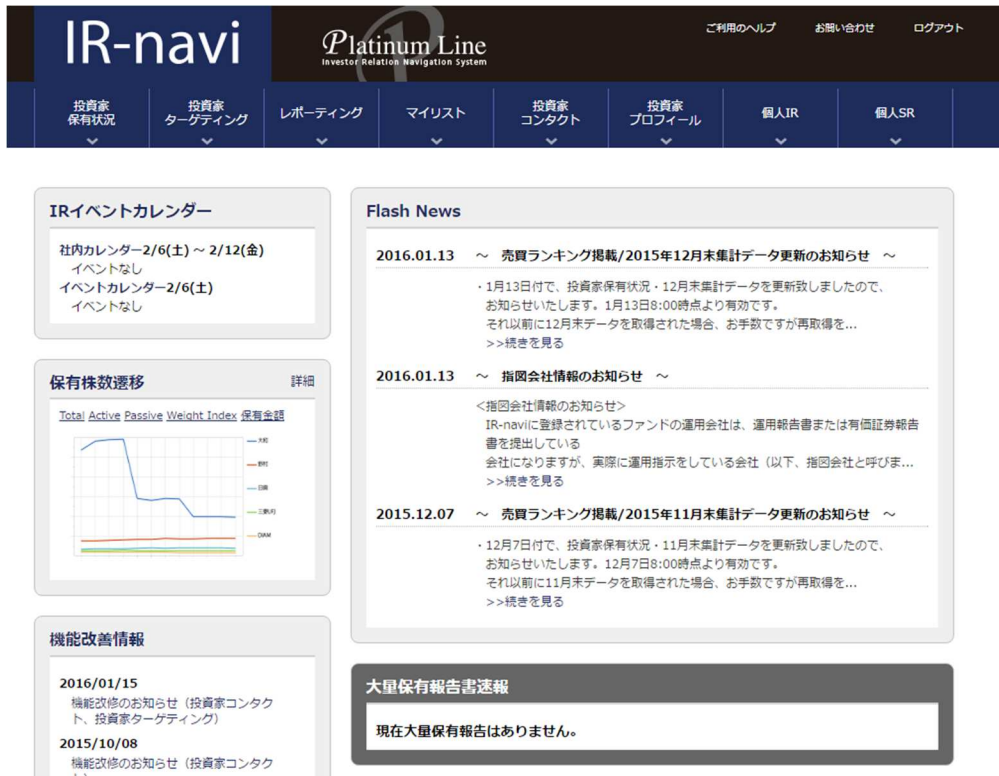 IR-navi
Platinum Line
Investor Relation Navigation System
ご利用のヘルプ
お問い合わせ
ログアウト
投資家
保有状況
投資家
ターゲティング
レポーティング
マイリスト
投資家
コンタクト
投資家
プロフィール
個人IR
個人SR
IRイベントカレンダー
社内カレンダー2/6(土) ～ 2/12(金)
イベントなし
イベントカレンダー2/6(土)
イベントなし
保有株数遷移
詳細
Total Active Passive Weight Index 保有金額
大和
野村
日興
三菱UFJ
DIAM
機能改善情報
2016/01/15
機能改修のお知らせ（投資家コンタク
ト、投資家ターゲティング）
2015/10/08
機能改修のお知らせ（投資家コンタク
Flash News
2016.01.13 ～ 売買ランキング掲載/2015年12月末集計データ更新のお知らせ ～
・1月13日付で、投資家保有状況・12月末集計データを更新致しましたので、
お知らせいたします。1月13日8:00時点より有効です。
それ以前に12月末データを取得された場合、お手数ですが再取得を...
>>続きを見る
2016.01.13 ～ 指図会社情報のお知らせ ～
＜指図会社情報のお知らせ＞
IR-naviに登録されているファンドの運用会社は、運用報告書または有価証券報告
書を提出している
会社になりますが、実際に運用指示をしている会社（以下、指図会社と呼びま...
>>続きを見る
2015.12.07 ～ 売買ランキング掲載/2015年11月末集計データ更新のお知らせ ～
・12月7日付で、投資家保有状況・11月末集計データを更新致しましたので、
お知らせいたします。12月7日8:00時点より有効です。
それ以前に11月末データを取得された場合、お手数ですが再取得を...
>>続きを見る
大量保有報告書速報
現在大量保有報告はありません。